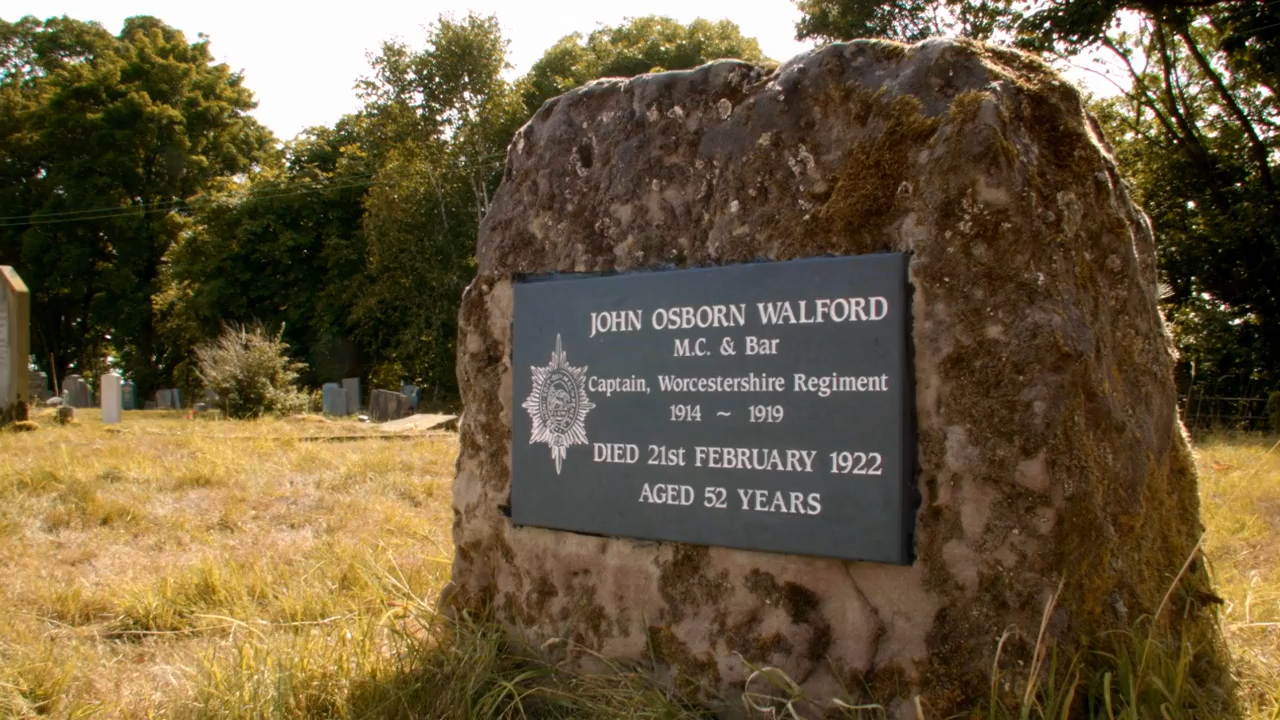 JOHN OSBORN WALFORD
M.C. & Bar
Captain, Worcestershire Regiment
1914 ~ 1919
DIED 21st FEBRUARY 1922
AGED 52 YEARS